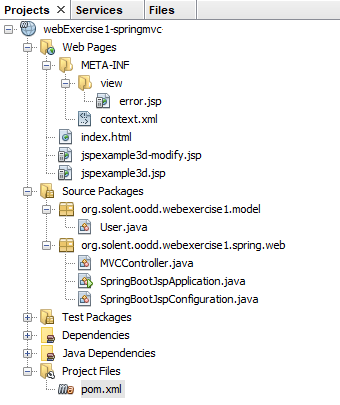 Projects Services Files
webExercise1-springmvc
Web Pages
META-INF
view
error.jsp
context.xml
index.html
jspexample3d-modify.jsp
jspexample3d.jsp
Source Packages
org.solent.oodd.webexercise1.model
User.java
org.solent.oodd.webexercise1.spring.web
MVCController.java
SpringBootJspApplication.java
SpringBootJspConfiguration.java
Test Packages
Dependencies
Java Dependencies
Project Files
pom.xml